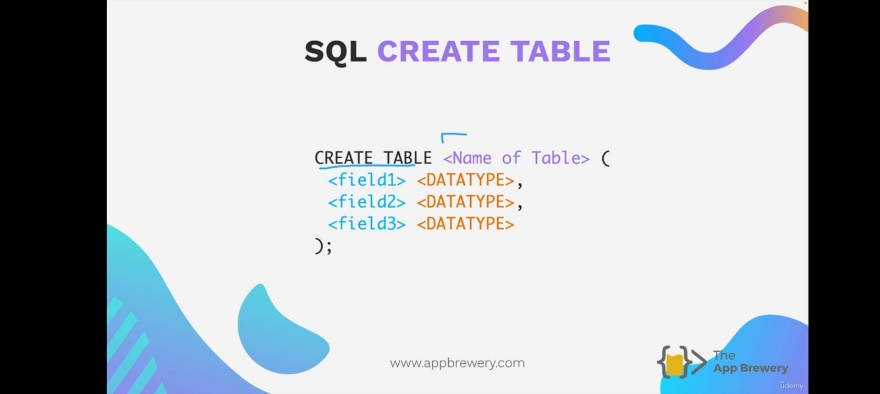 SQL CREATE TABLE
CREATE TABLE <Name of Table> (
<field1> <DATATYPE>,
<field2> <DATATYPE>,
<field3> <DATATYPE>
);
www.appbrewery.com
The
App Brewery
ûdemy